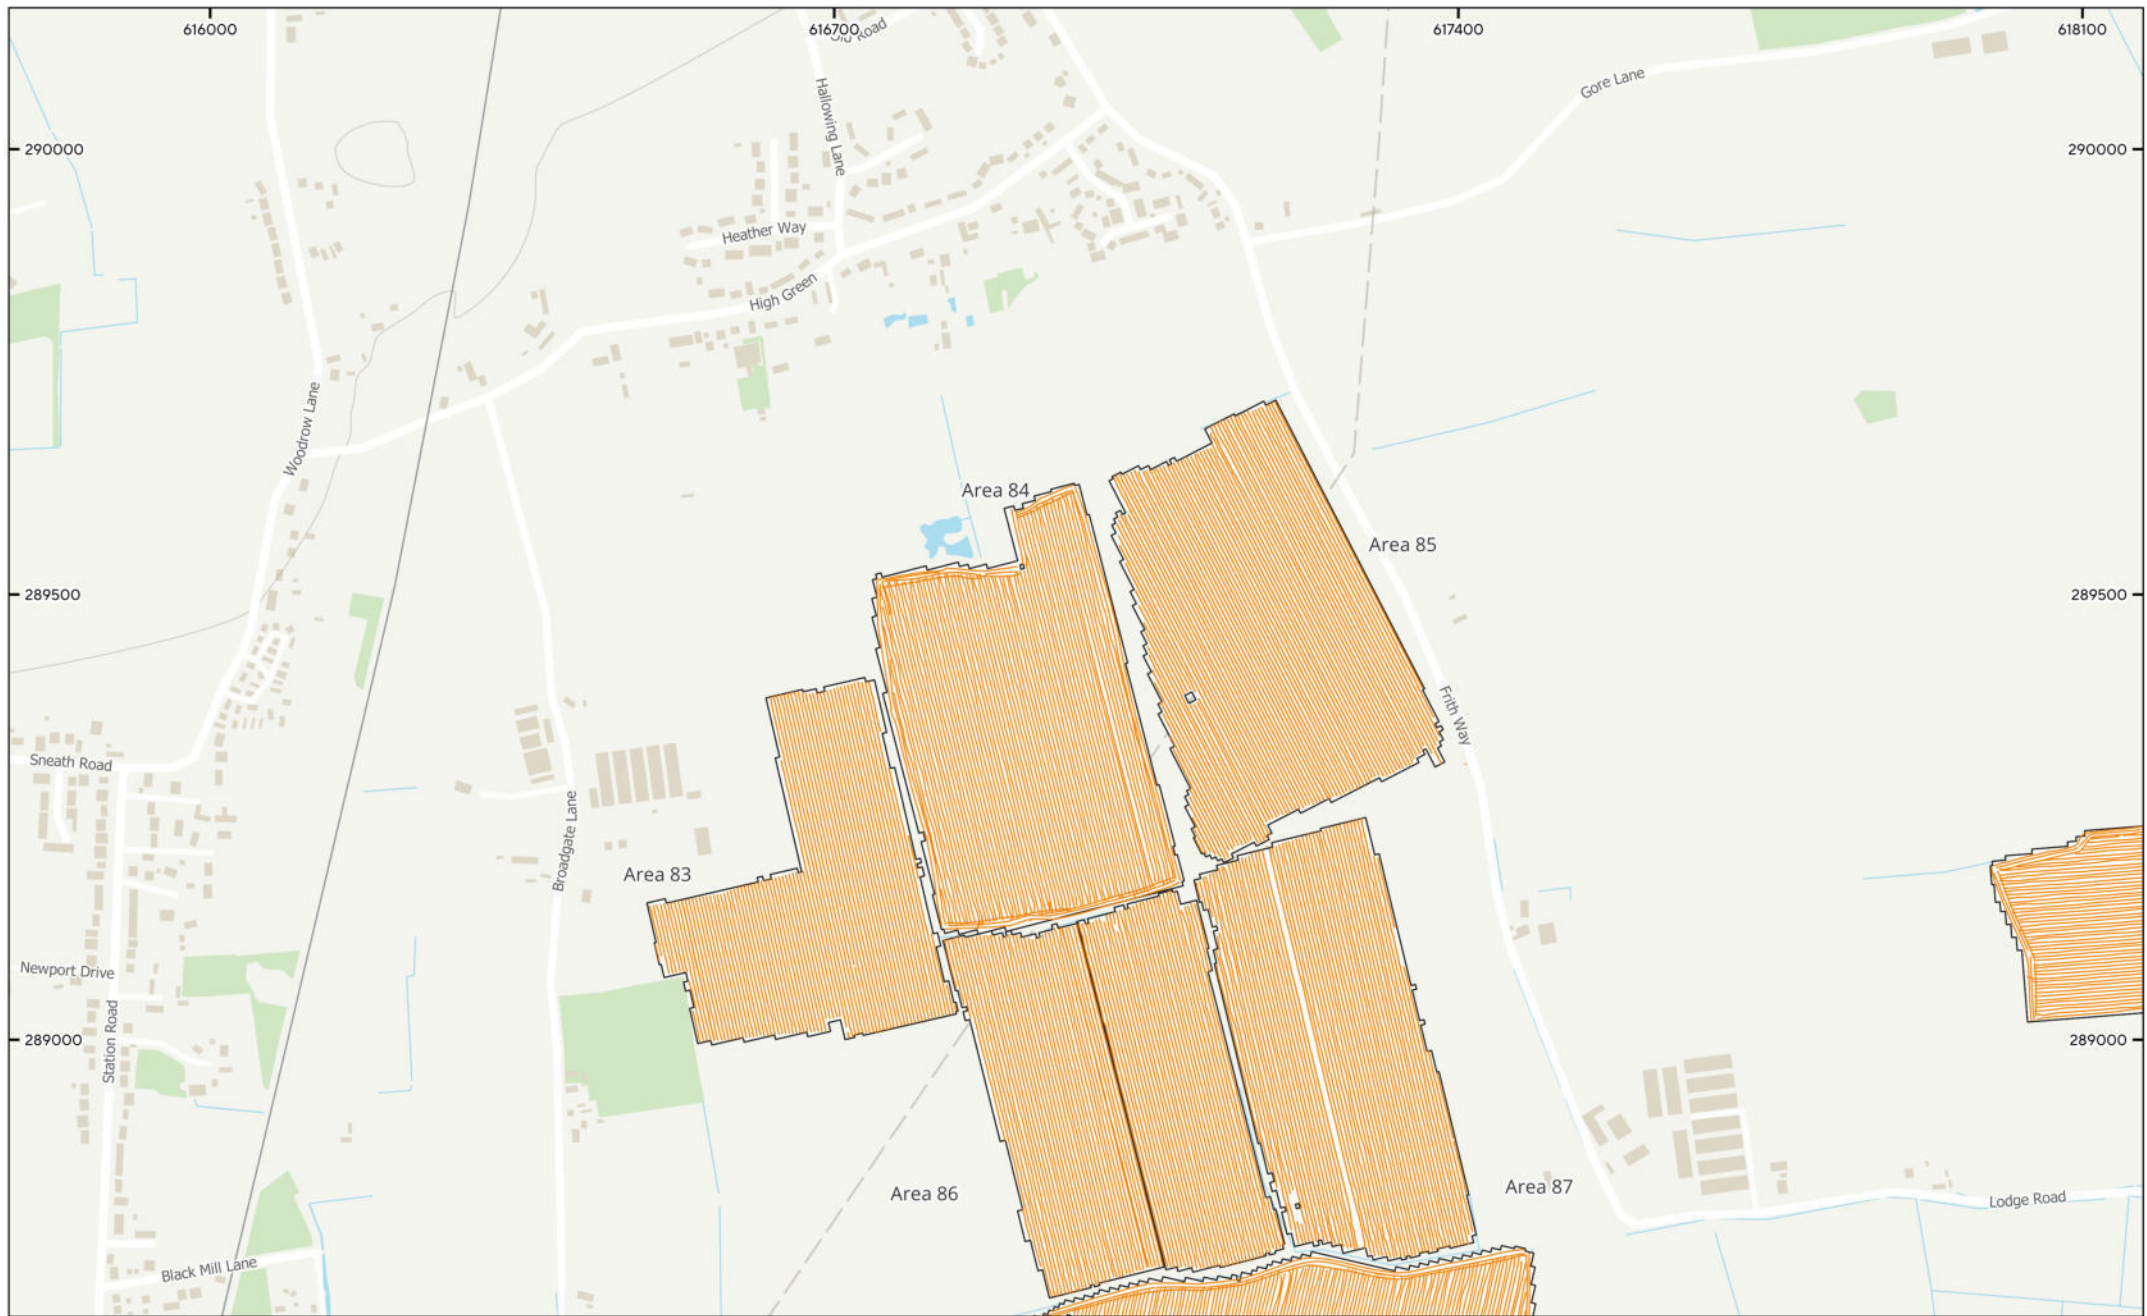 616000
616700
617400
618100
Old Road
Gore Lane
Hallowing Lane
290000
290000
Heather Way
High Green
Woodrow Lane
Area 84
Area 85
289500
289500
Frith Way
Sneath Road
Broadgate Lane
Area 83
Newport Drive
Station Road
289000
289000
Area 86
Area 87
Lodge Road
Black Mill Lane